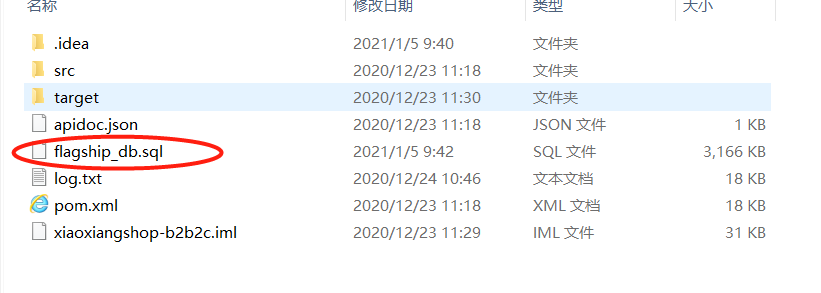 名称 修改日期 类型 大小
.idea 2021/1/5 9:40 文件夹
src 2020/12/23 11:18 文件夹
target 2020/12/23 11:30 文件夹
apidoc.json 2020/12/23 11:18 JSON 文件 1 KB
flagship_db.sql 2021/1/5 9:42 SQL 文件 3,166 KB
log.txt 2020/12/24 10:46 文本文档 18 KB
pom.xml 2020/12/23 11:18 XML 文档 18 KB
xiaoxiangshop-b2b2c.iml 2020/12/23 11:29 IML 文件 31 KB